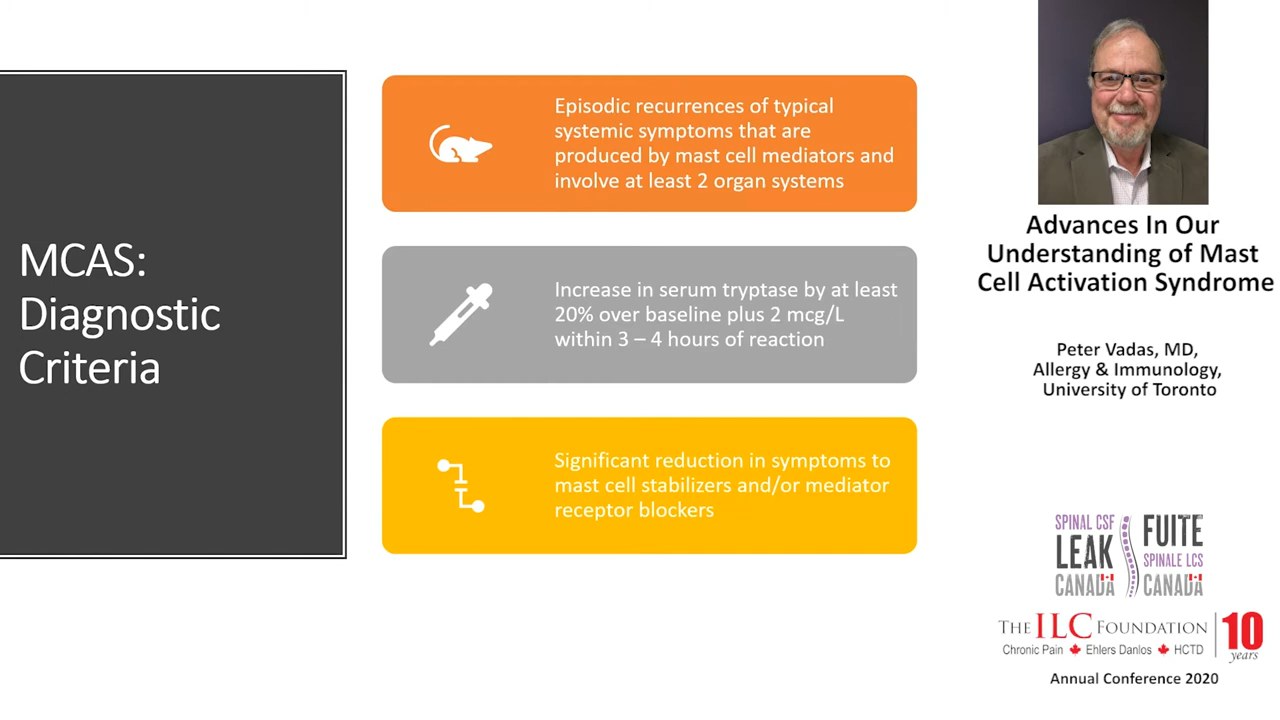 MCAS:
Diagnostic
Criteria
Episodic recurrences of typical
systemic symptoms that are
produced by mast cell mediators and
involve at least 2 organ systems
Increase in serum tryptase by at least
20% over baseline plus 2 mcg/L
within 3 – 4 hours of reaction
Significant reduction in symptoms to
mast cell stabilizers and/or mediator
receptor blockers
Advances In Our
Understanding of Mast
Cell Activation Syndrome
Peter Vadas, MD,
Allergy & Immunology,
University of Toronto
SPINAL CSF
LEAK
CANADA
FUITE
SPINALE LCS
CANADA
THE ILC FOUNDATION
Chronic Pain Ehlers Danlos HCTD
10
years
Annual Conference 2020